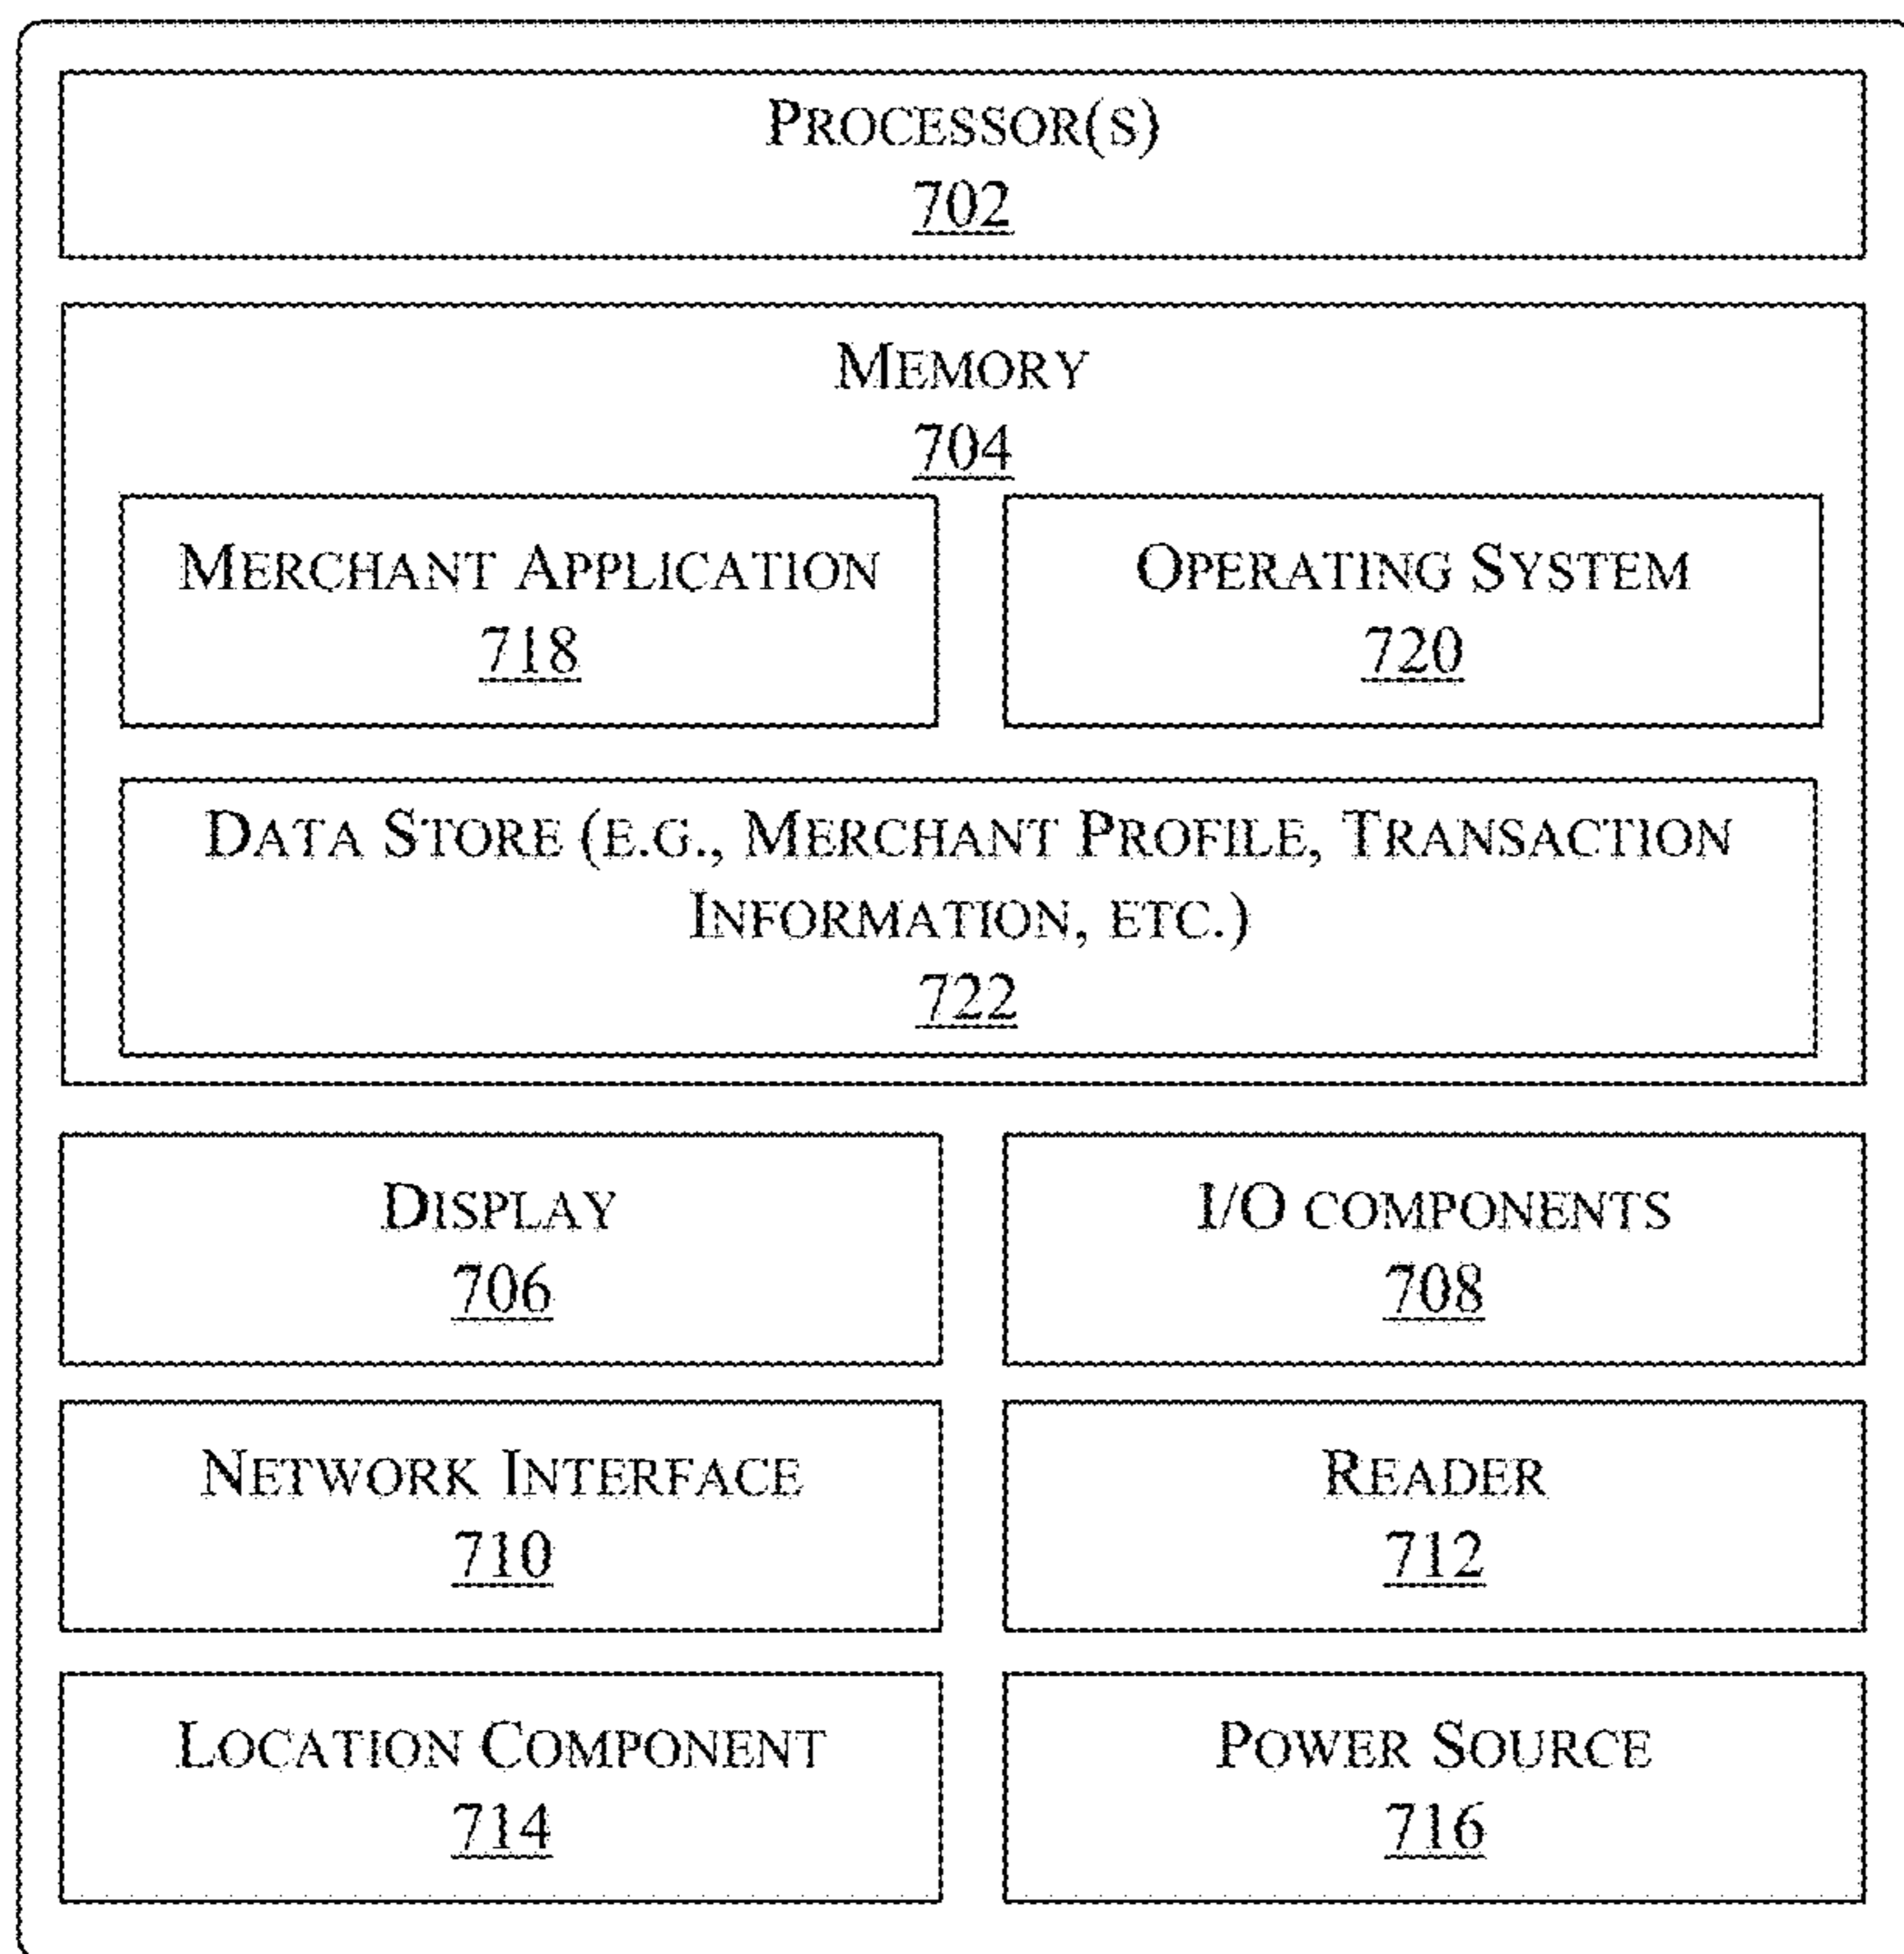 PROCESSOR(S)
702
MEMORY
704
MERCHANT APPLICATION
718
OPERATING SYSTEM
720
DATA STORE (E.G., MERCHANT PROFILE, TRANSACTION
INFORMATION, ETC.)
722
DISPLAY
706
I/O COMPONENTS
708
NETWORK INTERFACE
710
READER
712
LOCATION COMPONENT
714
POWER SOURCE
716